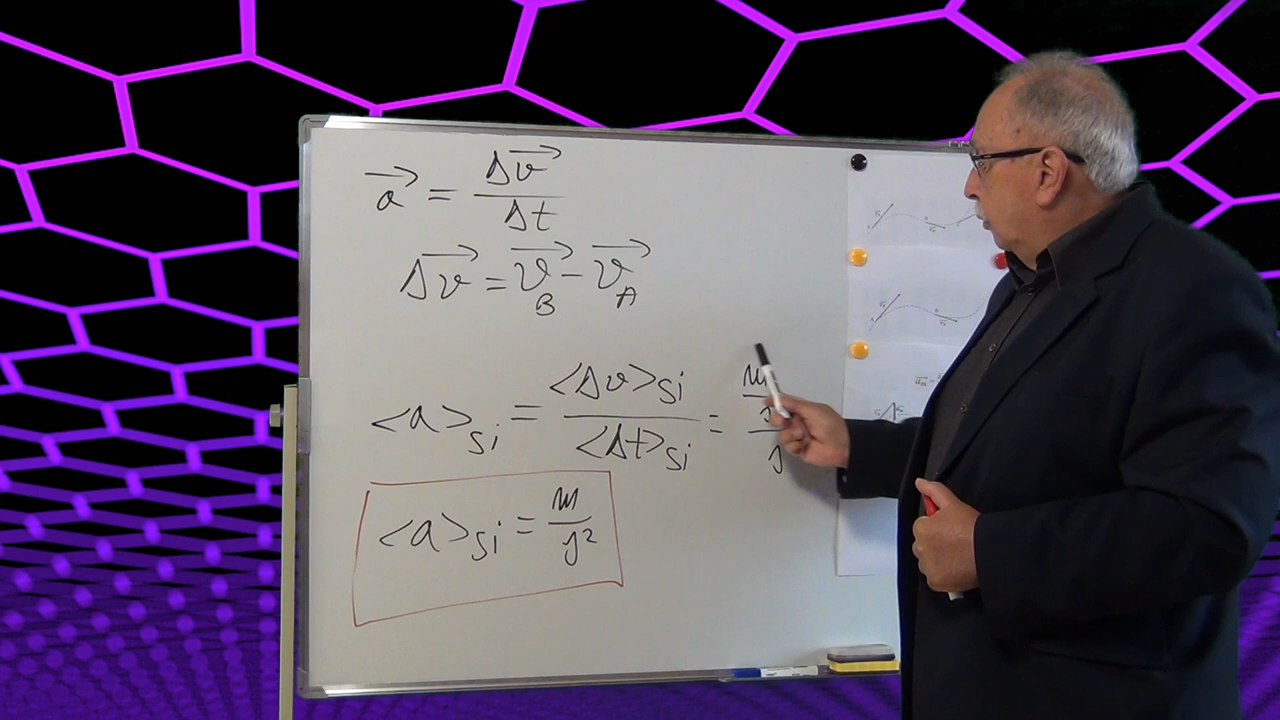 a⃗ = Δv⃗ / Δt
Δv⃗ = v⃗_B − v⃗_A
<a>_Si = <Δv>_Si / <Δt>_Si = m/s / s
<a>_Si = m / s²